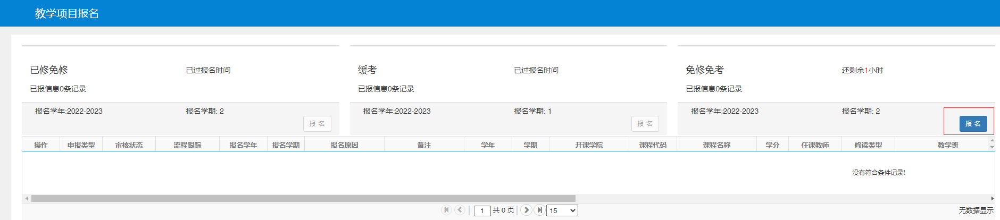 教学项目报名
已修免修 已过报名时间
已报信息0条记录
报名学年:2022-2023 报名学期: 2
报 名
缓考 已过报名时间
已报信息0条记录
报名学年:2022-2023 报名学期: 1
报 名
免修免考 还剩余1小时
已报信息0条记录
报名学年:2022-2023 报名学期: 2
报 名
操作 申报类型 审核状态 流程跟踪 报名学年 报名学期 报名原因 备注 学年 学期 开课学院 课程代码 课程名称 学分 任课教师 修读类型 教学班
没有符合条件记录!
1 共 0 页 15 无数据显示